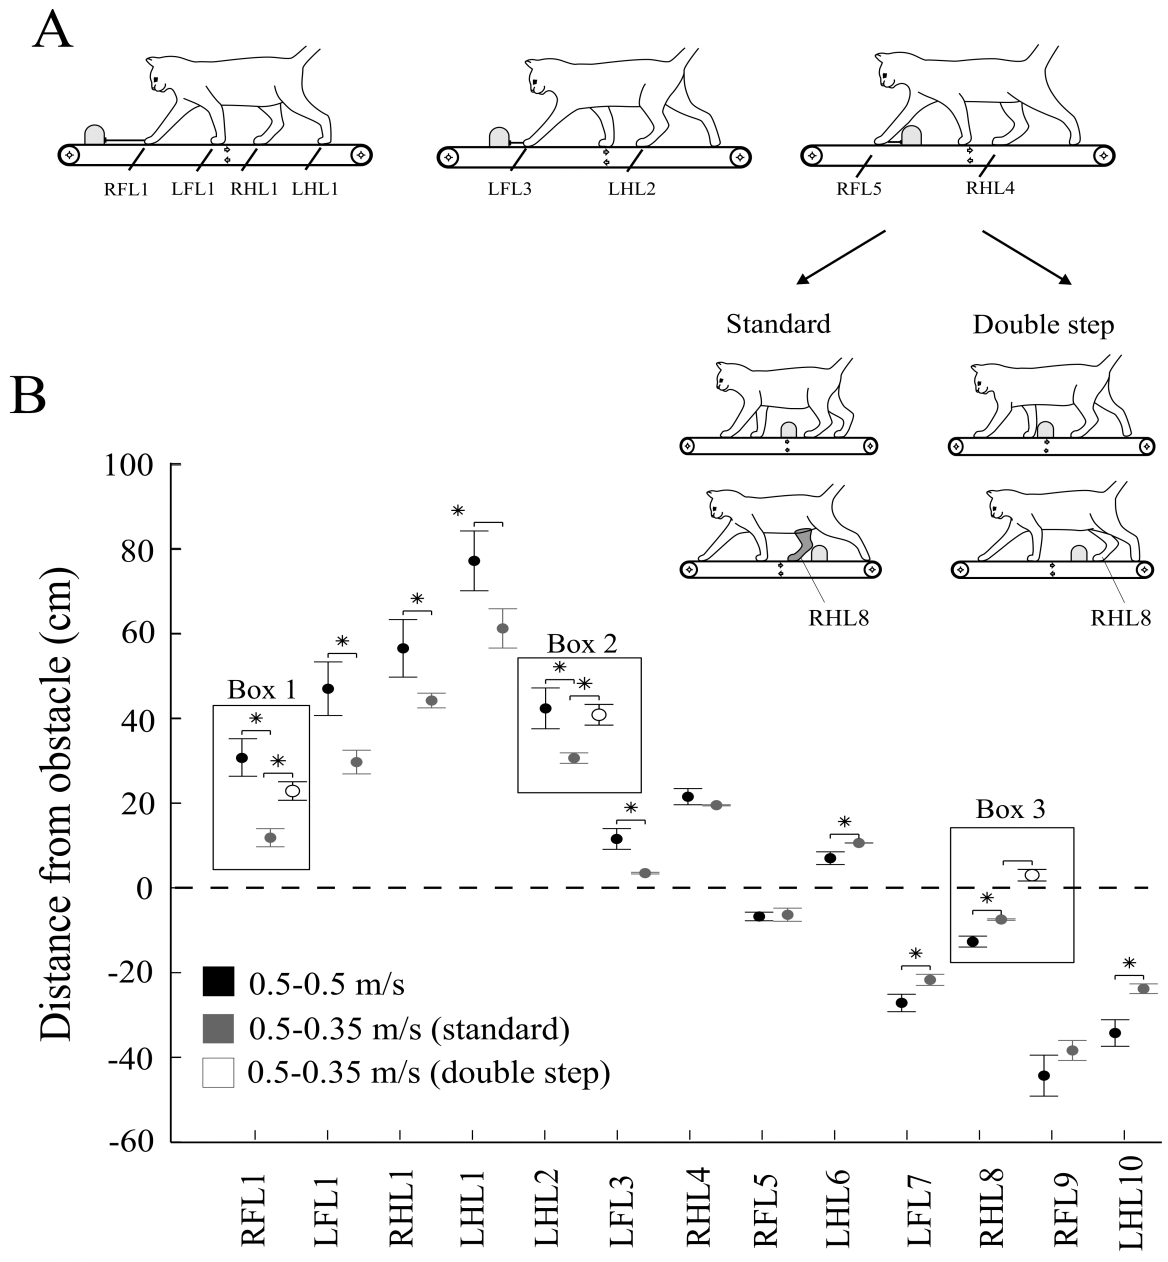 A
RFL1 LFL1 RHL1 LHL1
LFL3 LHL2
RFL5 RHL4
Standard
Double step
RHL8
RHL8
B
Distance from obstacle (cm)
100
80
60
40
20
0
-20
-40
-60
Box 1
Box 2
Box 3
* * * * * * * * * * * *
0.5-0.5 m/s
0.5-0.35 m/s (standard)
0.5-0.35 m/s (double step)
RFL1
LFL1
RHL1
LHL1
LHL2
LFL3
RHL4
RFL5
LHL6
LFL7
RHL8
RFL9
LHL10